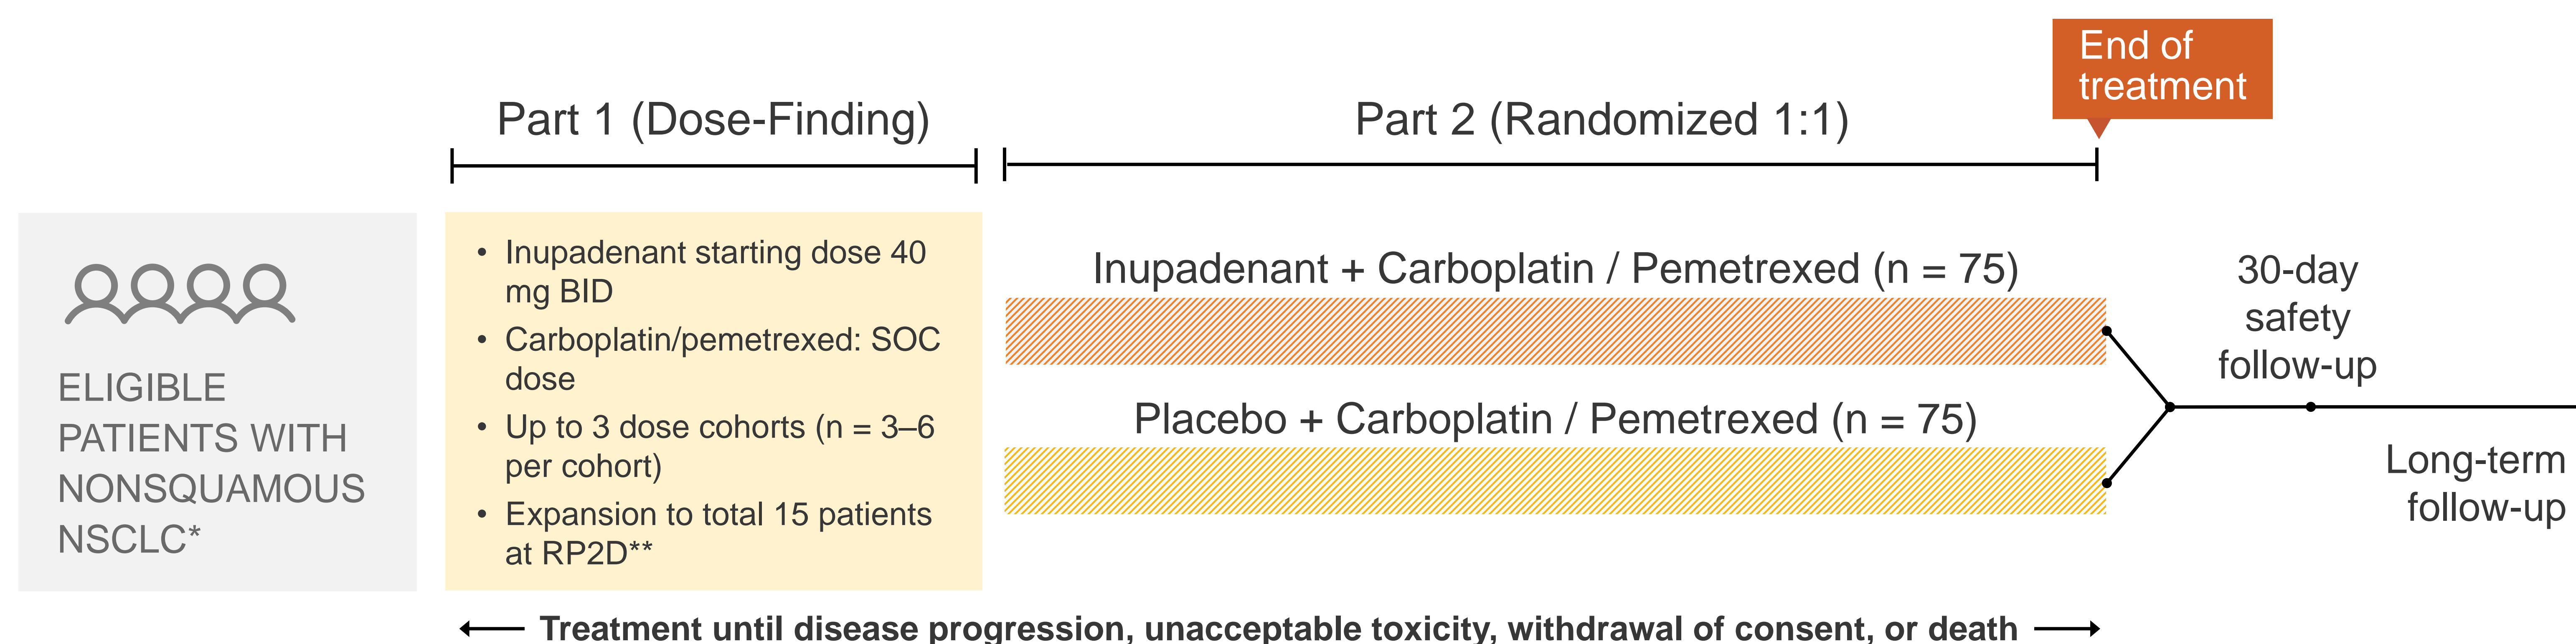 End of
treatment
Part 1 (Dose-Finding)
Part 2 (Randomized 1:1)
ELIGIBLE
PATIENTS WITH
NONSQUAMOUS
NSCLC*
• Inupadenant starting dose 40
mg BID
• Carboplatin/pemetrexed: SOC
dose
• Up to 3 dose cohorts (n = 3–6
per cohort)
• Expansion to total 15 patients
at RP2D**
Inupadenant + Carboplatin / Pemetrexed (n = 75)
Placebo + Carboplatin / Pemetrexed (n = 75)
30-day
safety
follow-up
Long-term
follow-up
Treatment until disease progression, unacceptable toxicity, withdrawal of consent, or death